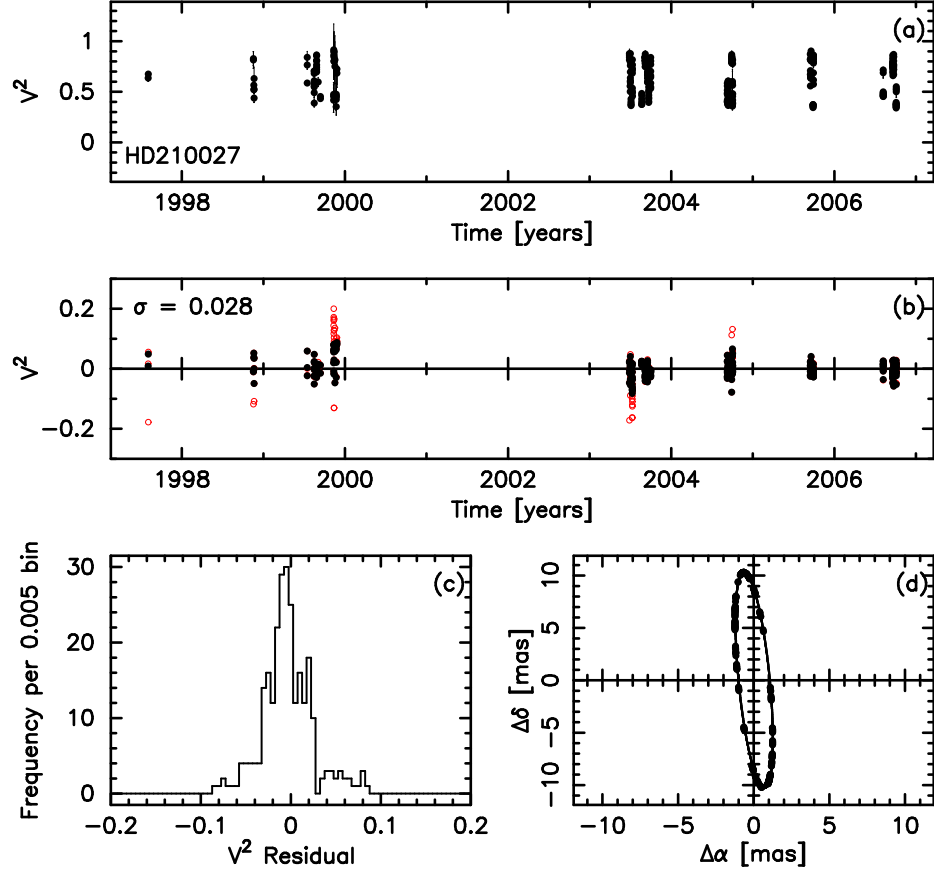 (a)
1
0.5
0
V²
HD210027
1998 2000 2002 2004 2006
Time [years]
σ = 0.028
(b)
0.2
0
−0.2
V²
1998 2000 2002 2004 2006
Time [years]
(c)
30
20
10
0
Frequency per 0.005 bin
−0.2 −0.1 0 0.1 0.2
V² Residual
(d)
10
5
0
−5
−10
Δδ [mas]
−10 −5 0 5 10
Δα [mas]